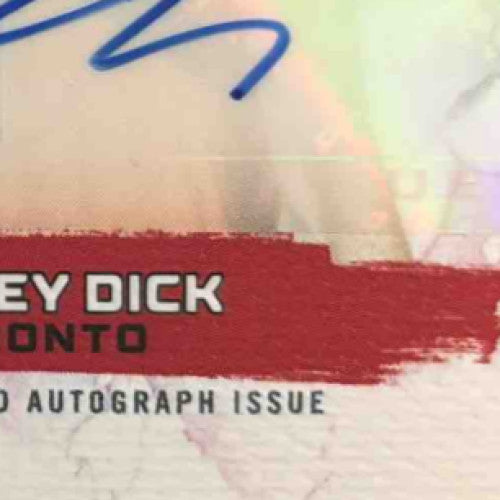 EY DICK
ONTO
D AUTOGRAPH ISSUE